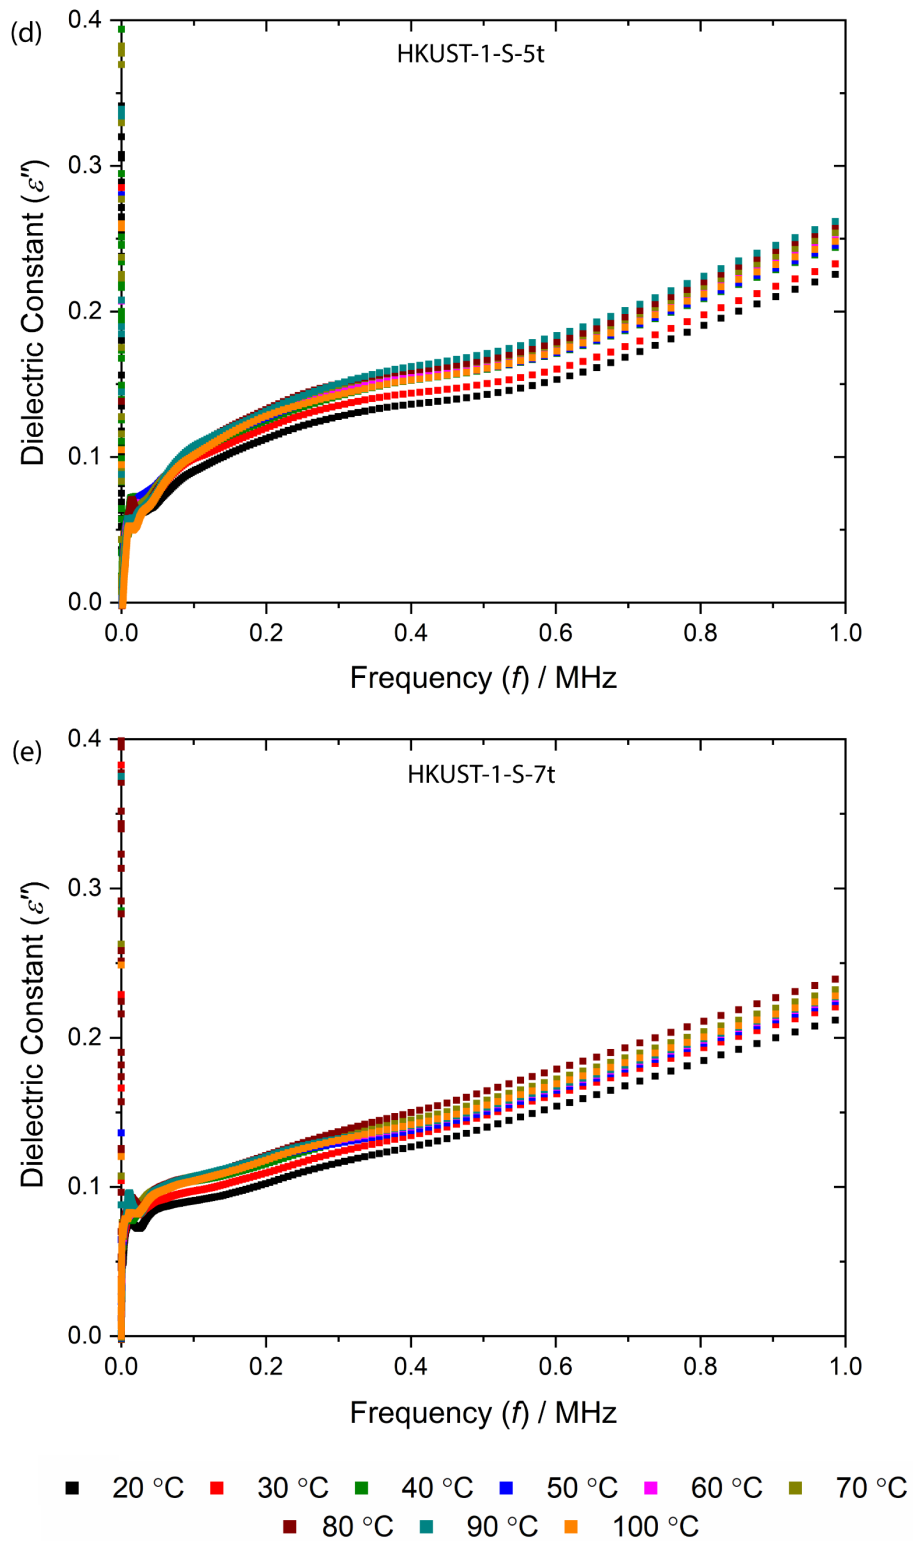 (d)
HKUST-1-S-5t
Dielectric Constant (ε″)
0.4
0.3
0.2
0.1
0.0
0.0 0.2 0.4 0.6 0.8 1.0
Frequency (f) / MHz
(e)
HKUST-1-S-7t
Dielectric Constant (ε″)
0.4
0.3
0.2
0.1
0.0
0.0 0.2 0.4 0.6 0.8 1.0
Frequency (f) / MHz
20 °C 30 °C 40 °C 50 °C 60 °C 70 °C
80 °C 90 °C 100 °C